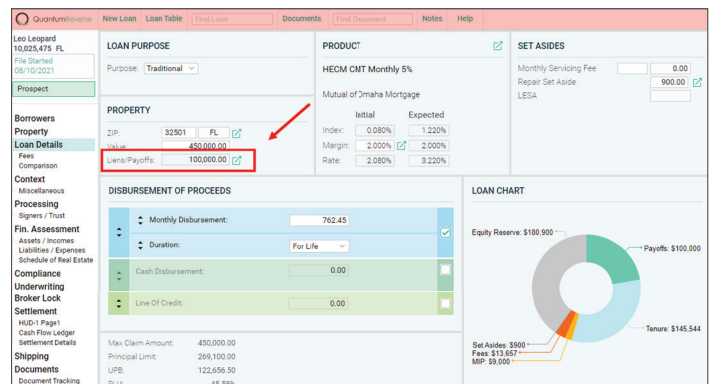 QuantumReverse New Loan Loan Table Find Loan Documents Find Document Notes Help
Leo Leopard
10,025,475 FL
File Started
08/10/2021
Prospect
Borrowers
Property
Loan Details
Fees
Comparison
Context
Miscellaneous
Processing
Signers / Trust
Fin. Assessment
Assets / Incomes
Liabilities / Expenses
Schedule of Real Estate
Compliance
Underwriting
Broker Lock
Settlement
HUD-1 Page1
Cash Flow Ledger
Settlement Details
Shipping
Documents
Document Tracking
LOAN PURPOSE
Purpose: Traditional
PROPERTY
ZIP: 32501 FL
Value: 450,000.00
Liens/Payoffs: 100,000.00
PRODUCT
HECM CMT Monthly 5%
Mutual of Omaha Mortgage
Initial Expected
Index: 0.080% 1.220%
Margin: 2.000% 2.000%
Rate: 2.080% 3.220%
SET ASIDES
Monthly Servicing Fee 0.00
Repair Set Aside 900.00
LESA
DISBURSEMENT OF PROCEEDS
Monthly Disbursement: 762.45
Duration: For Life
Cash Disbursement: 0.00
Line Of Credit: 0.00
Max Claim Amount: 450,000.00
Principal Limit: 269,100.00
UPB: 122,656.50
45.58%
LOAN CHART
Equity Reserve: $180,900
Payoffs: $100,000
Tenure: $145,544
Set Asides: $900
Fees: $13,657
MIP: $9,000